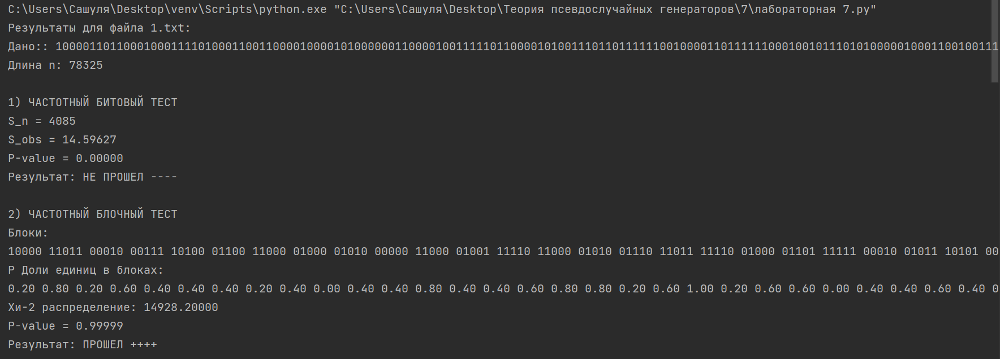 C:\Users\Сашуля\Desktop\venv\Scripts\python.exe "C:\Users\Сашуля\Desktop\Теория псевдослучайных генераторов\7\лабораторная 7.py"
Результаты для файла 1.txt:
Дано:: 1000011011000100011110100011001100001000010100000011000010011111011000010100111011011111100100001101111110001001011101010000010001100100111
Длина n: 78325
1) ЧАСТОТНЫЙ БИТОВЫЙ ТЕСТ
S_n = 4085
S_obs = 14.59627
P-value = 0.00000
Результат: НЕ ПРОШЕЛ ----
2) ЧАСТОТНЫЙ БЛОЧНЫЙ ТЕСТ
Блоки:
10000 11011 00010 00111 10100 01100 11000 01000 01010 00000 11000 01001 11110 11000 01010 01110 11011 11110 01000 01101 11111 00010 01011 10101 00
P Доли единиц в блоках:
0.20 0.80 0.20 0.60 0.40 0.40 0.40 0.20 0.40 0.00 0.40 0.40 0.80 0.40 0.40 0.60 0.80 0.80 0.20 0.60 1.00 0.20 0.60 0.60 0.00 0.40 0.40 0.60 0.40 0
Хи-2 распределение: 14928.20000
P-value = 0.99999
Результат: ПРОШЕЛ ++++